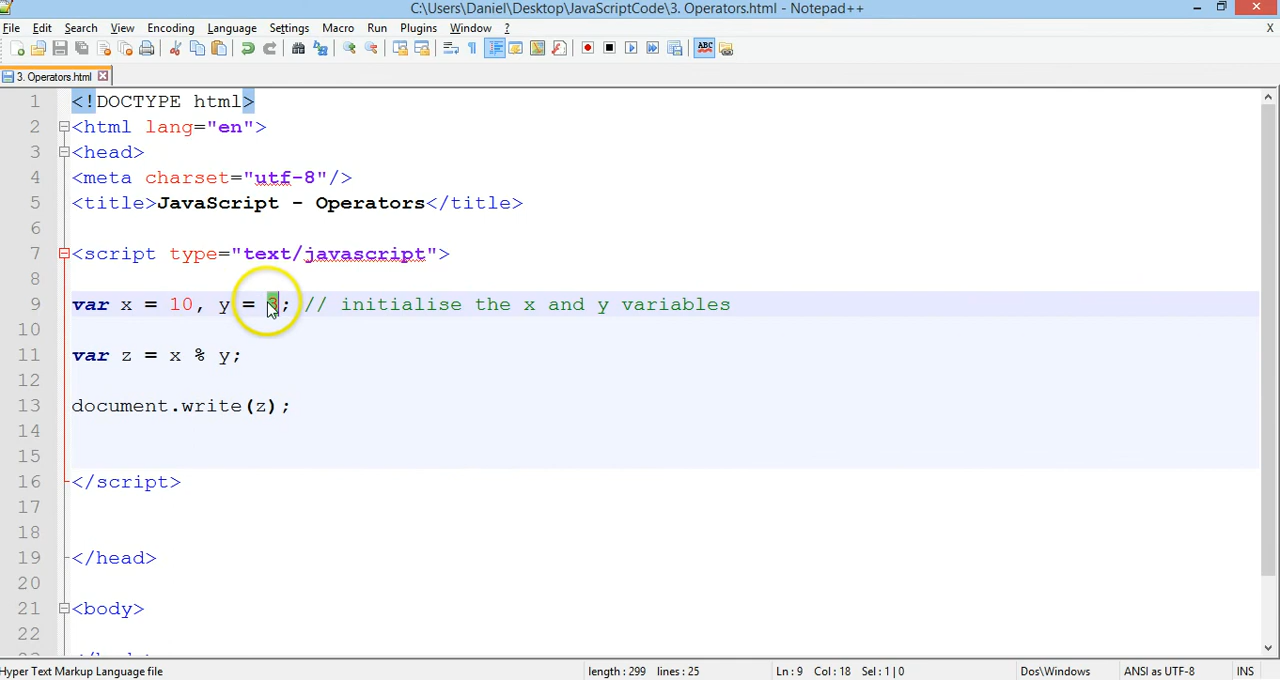 C:\Users\Daniel\Desktop\JavaScriptCode\3. Operators.html - Notepad++
File Edit Search View Encoding Language Settings Macro Run Plugins Window ? X
ABC
3. Operators.html
1 <!DOCTYPE html>
2 <html lang="en">
3 <head>
4 <meta charset="utf-8"/>
5 <title>JavaScript - Operators</title>
6
7 <script type="text/javascript">
8
9 var x = 10, y = 3; // initialise the x and y variables
10
11 var z = x % y;
12
13 document.write(z);
14
15
16 </script>
17
18
19 </head>
20
21 <body>
22
Hyper Text Markup Language file length : 299 lines : 25 Ln : 9 Col : 18 Sel : 1 | 0 Dos\Windows ANSI as UTF-8 INS